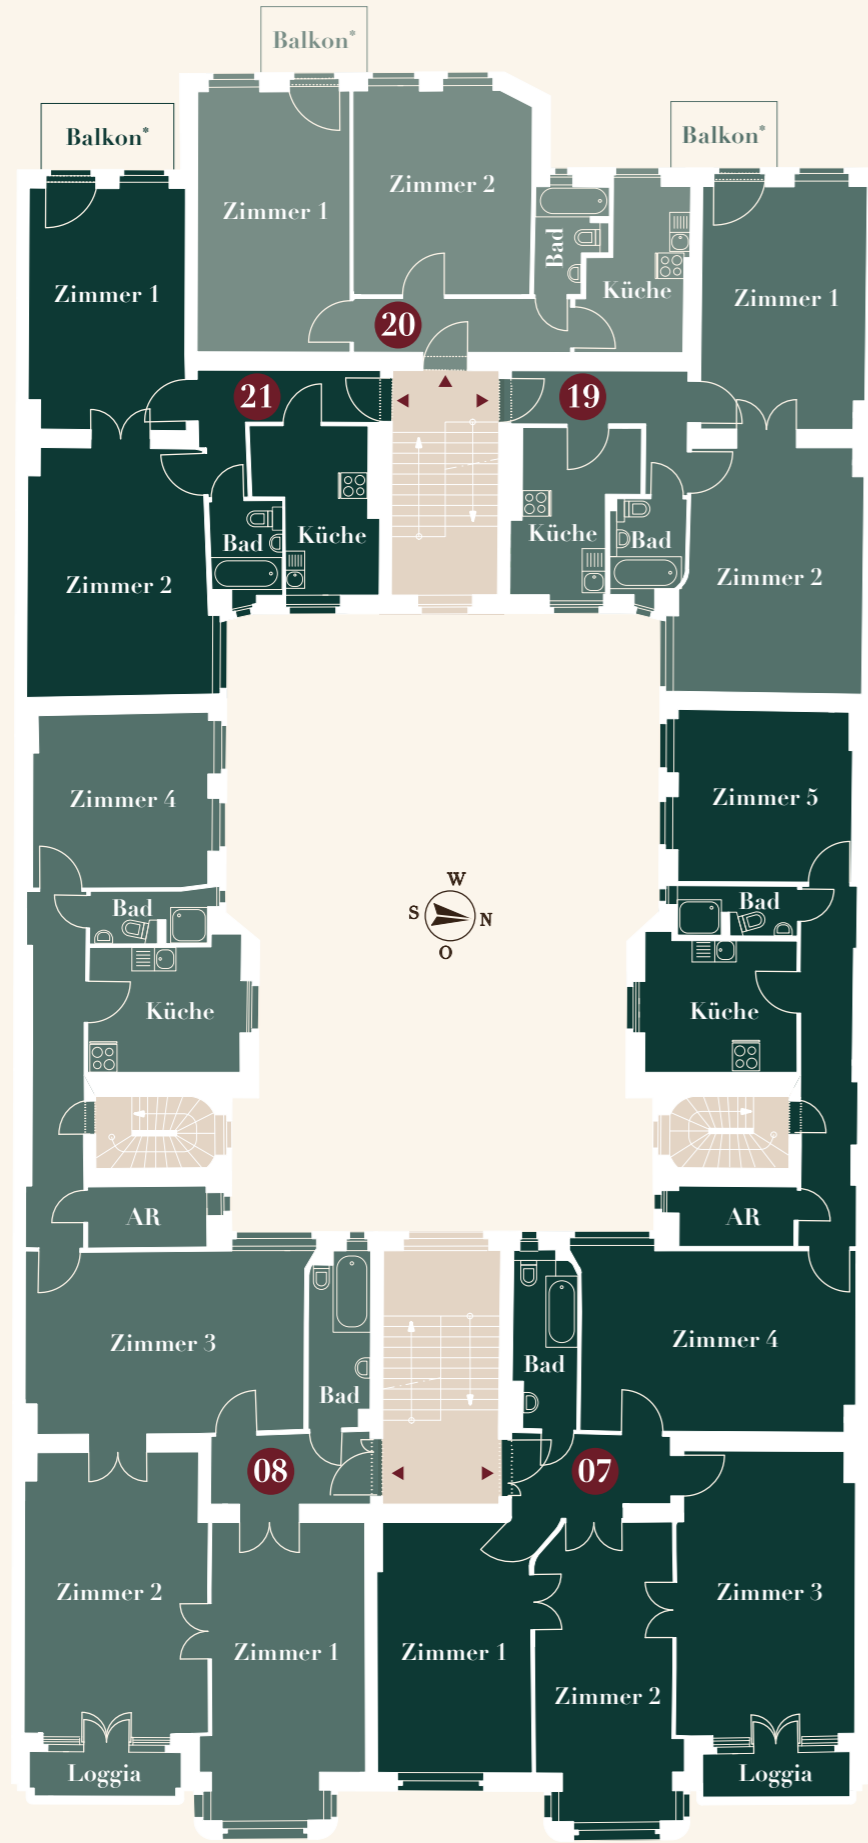 Balkon*
Balkon*
Balkon*
Zimmer 1
Zimmer 2
Bad
Küche
Zimmer 1
Zimmer 1
20
21
19
Küche
Bad
Küche
Bad
Zimmer 2
Zimmer 2
Zimmer 4
Zimmer 5
W
S
N
O
Bad
Bad
Küche
Küche
AR
AR
Zimmer 3
Bad
Bad
Zimmer 4
08
07
Zimmer 2
Zimmer 1
Zimmer 1
Zimmer 2
Zimmer 3
Loggia
Loggia